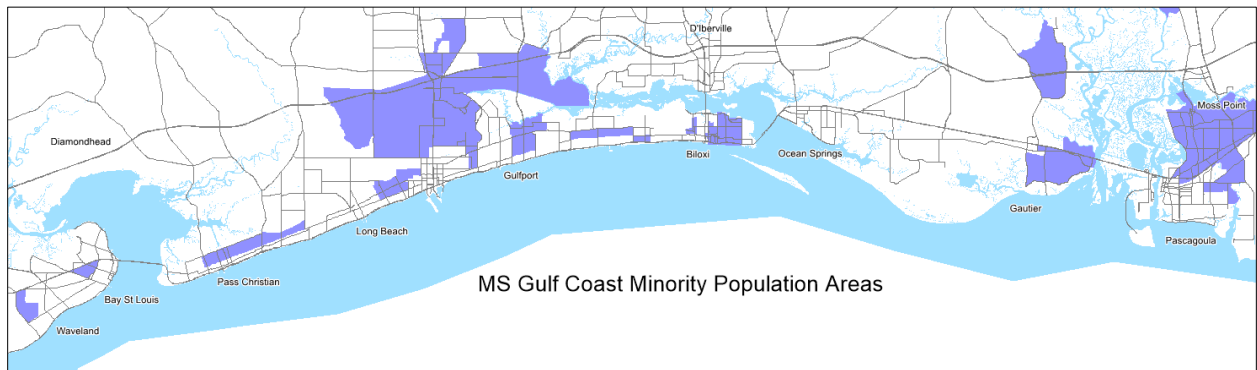 D'Iberville
Moss Point
Diamondhead
Biloxi
Ocean Springs
Gulfport
Gautier
Long Beach
Pascagoula
Pass Christian
MS Gulf Coast Minority Population Areas
Bay St Louis
Waveland